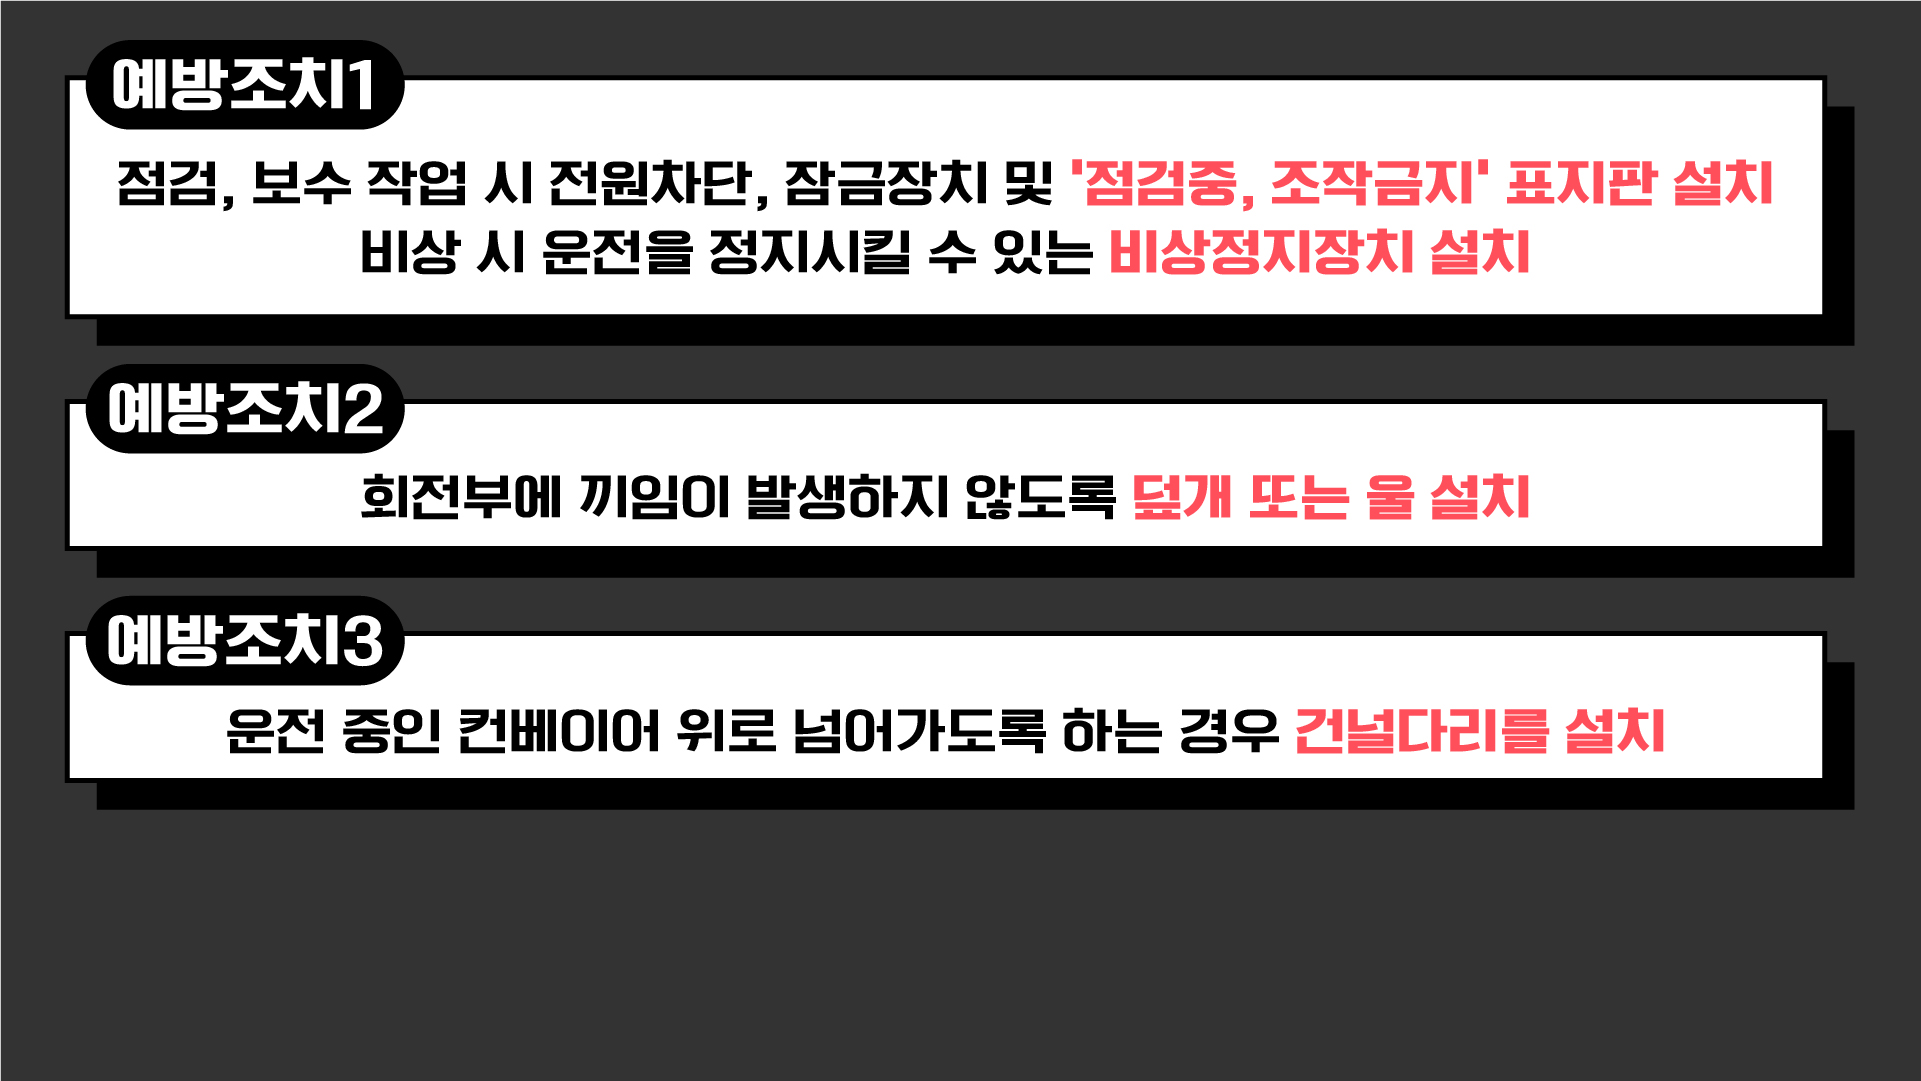 예방조치1
점검, 보수 작업 시 전원차단, 잠금장치 및 '점검중, 조작금지' 표지판 설치
비상 시 운전을 정지시킬 수 있는 비상정지장치 설치
예방조치2
회전부에 끼임이 발생하지 않도록 덮개 또는 울 설치
예방조치3
운전 중인 컨베이어 위로 넘어가도록 하는 경우 건널다리를 설치